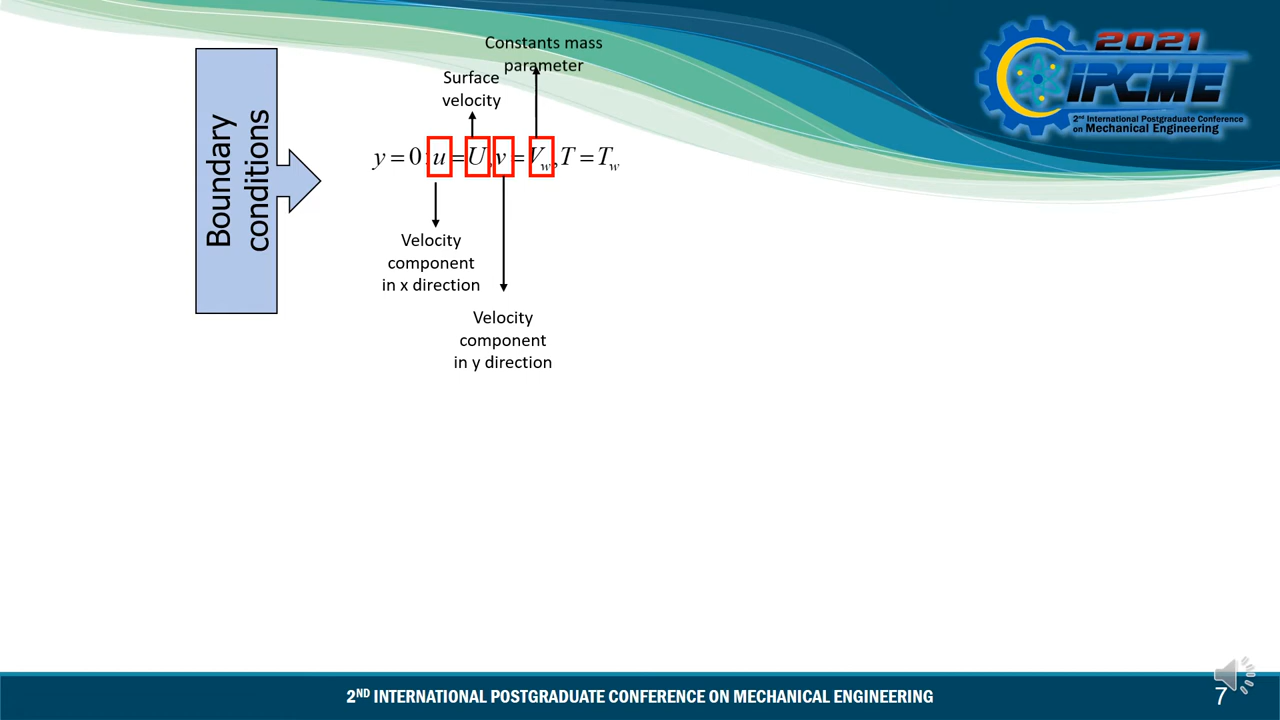 Boundary
conditions
Constants mass
parameter
Surface
velocity
y = 0 u = U, v = V_w, T = T_w
Velocity
component
in x direction
Velocity
component
in y direction
2021
IPCME
2nd International Postgraduate Conference
on Mechanical Engineering
2ND INTERNATIONAL POSTGRADUATE CONFERENCE ON MECHANICAL ENGINEERING
7